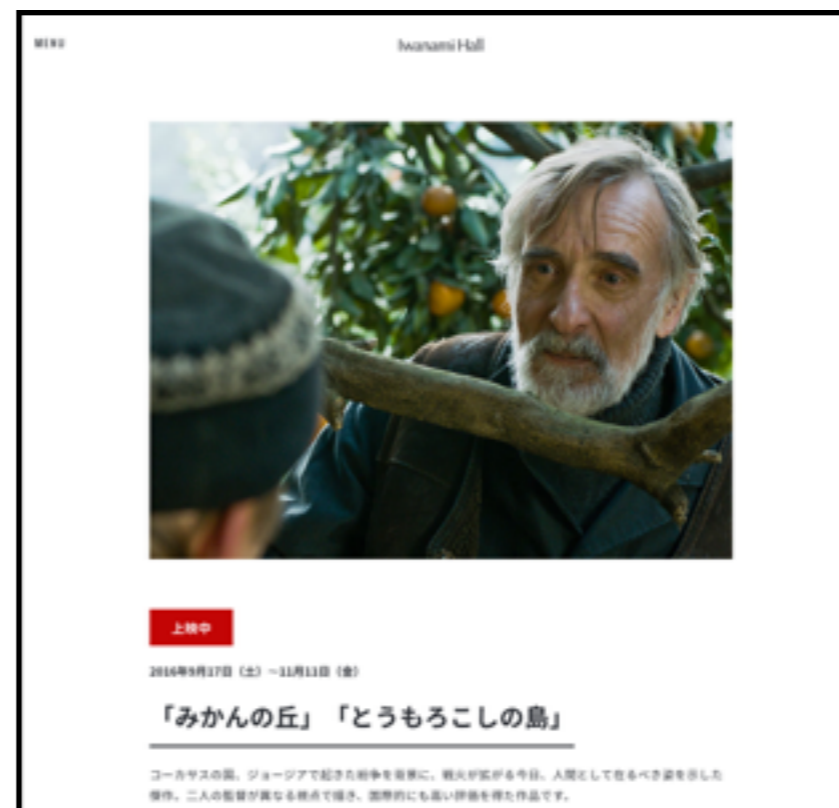 MENU
Iwanami Hall
上映中
2016年9月17日（土）～11月11日（金）
「みかんの丘」「とうもろこしの島」
コーカサスの国、ジョージアで起きた紛争を背景に、戦火が拡がる今日、人間として在るべき姿を示した
傑作。二人の監督が異なる視点で描き、国際的にも高い評価を得た作品です。